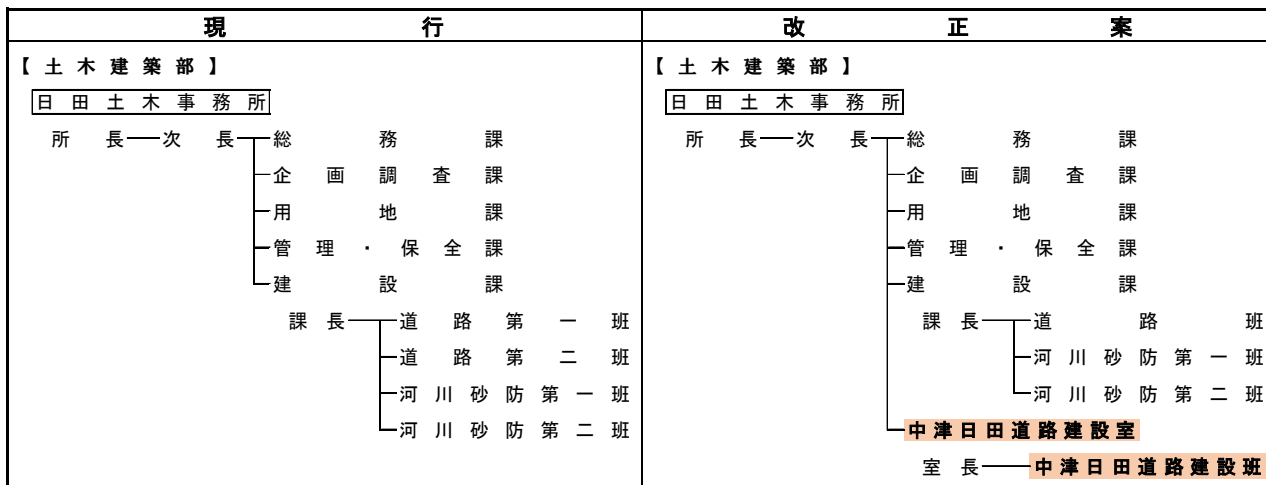 現行
【土木建築部】
日田土木事務所
所長 次長 総務課
企画調査課
用地課
管理・保全課
建設課
課長 道路第一班
道路第二班
河川砂防第一班
河川砂防第二班
改正案
【土木建築部】
日田土木事務所
所長 次長 総務課
企画調査課
用地課
管理・保全課
建設課
課長 道路班
河川砂防第一班
河川砂防第二班
中津日田道路建設室
室長 中津日田道路建設班